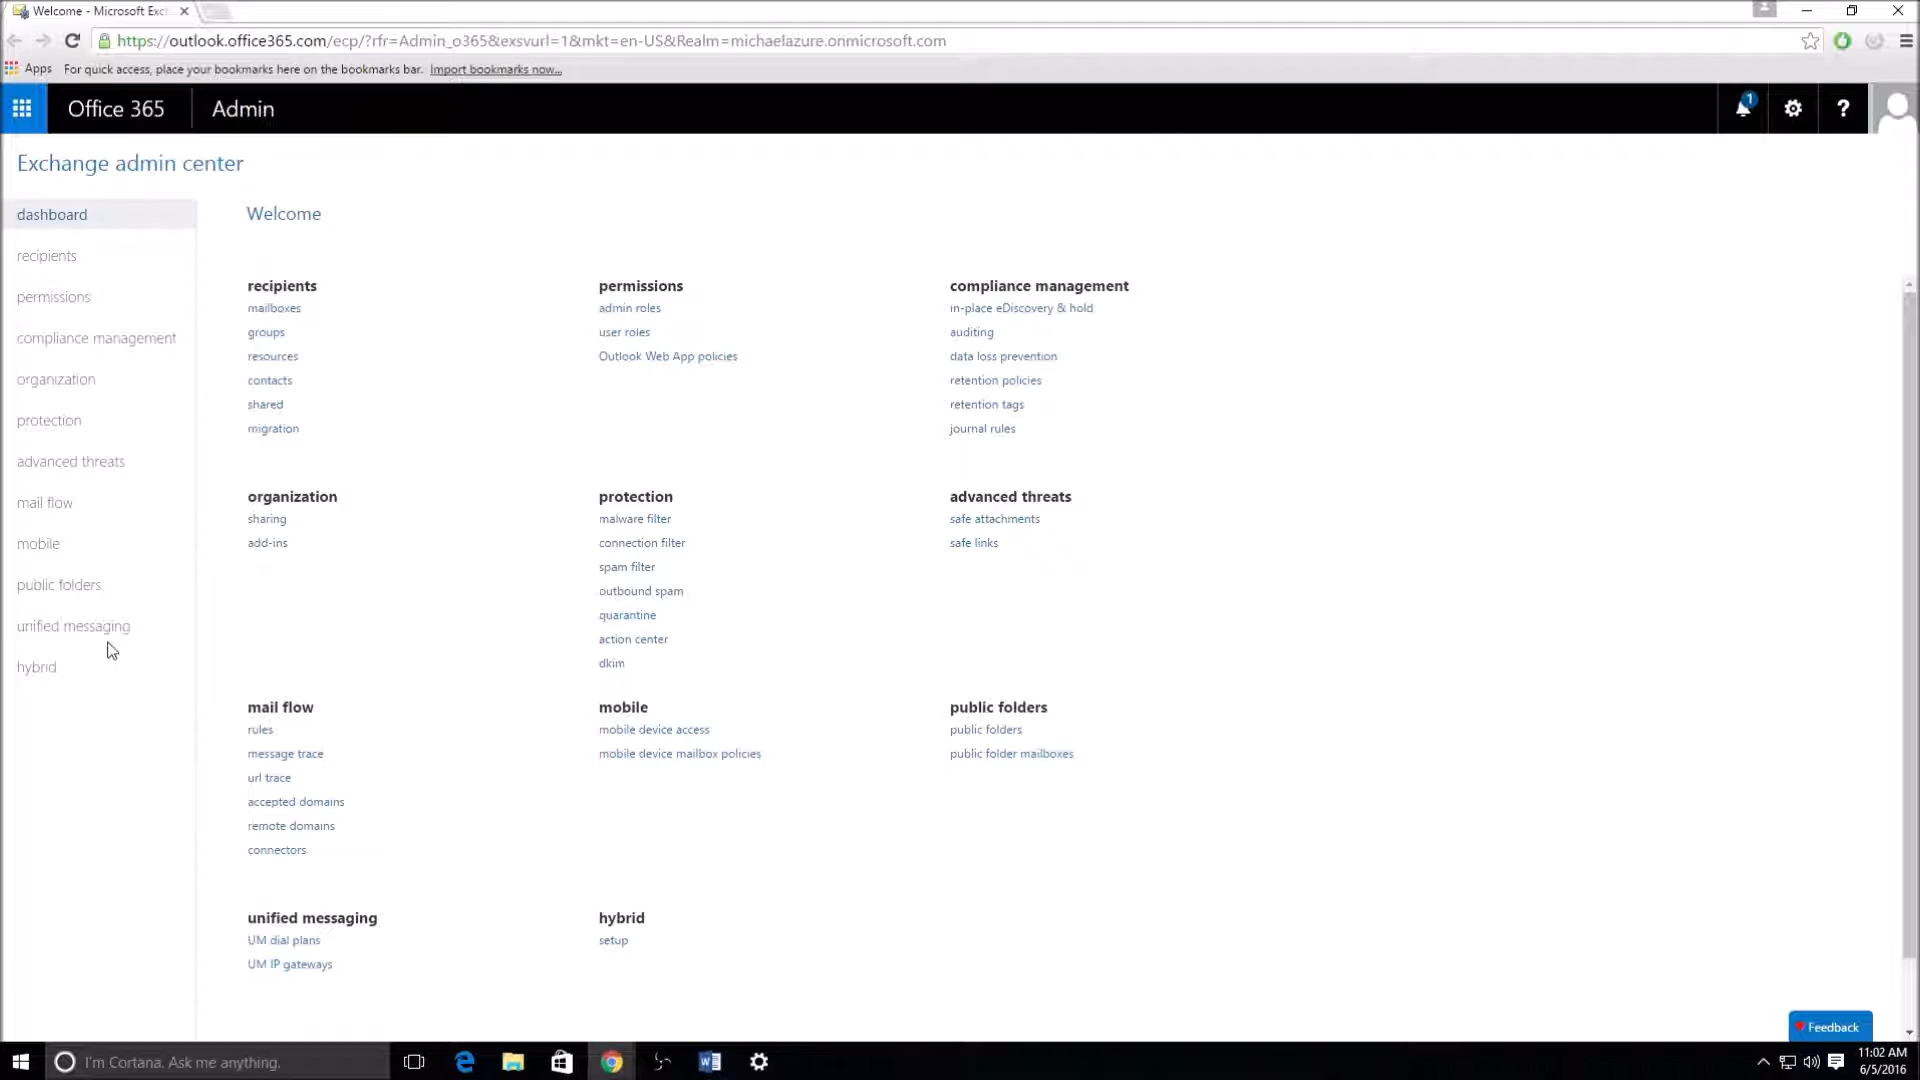 Welcome - Microsoft Exc
https://outlook.office365.com/ecp/?rfr=Admin_o365&exsvurl=1&mkt=en-US&Realm=michaelazure.onmicrosoft.com
Apps For quick access, place your bookmarks here on the bookmarks bar. Import bookmarks now...
Office 365 Admin 1 ?
Exchange admin center
dashboard
recipients
permissions
compliance management
organization
protection
advanced threats
mail flow
mobile
public folders
unified messaging
hybrid
Welcome
recipients
mailboxes
groups
resources
contacts
shared
migration
permissions
admin roles
user roles
Outlook Web App policies
compliance management
in-place eDiscovery & hold
auditing
data loss prevention
retention policies
retention tags
journal rules
organization
sharing
add-ins
protection
malware filter
connection filter
spam filter
outbound spam
quarantine
action center
dkim
advanced threats
safe attachments
safe links
mail flow
rules
message trace
url trace
accepted domains
remote domains
connectors
mobile
mobile device access
mobile device mailbox policies
public folders
public folders
public folder mailboxes
unified messaging
UM dial plans
UM IP gateways
hybrid
setup
Feedback
I'm Cortana. Ask me anything.
11:02 AM
6/5/2016